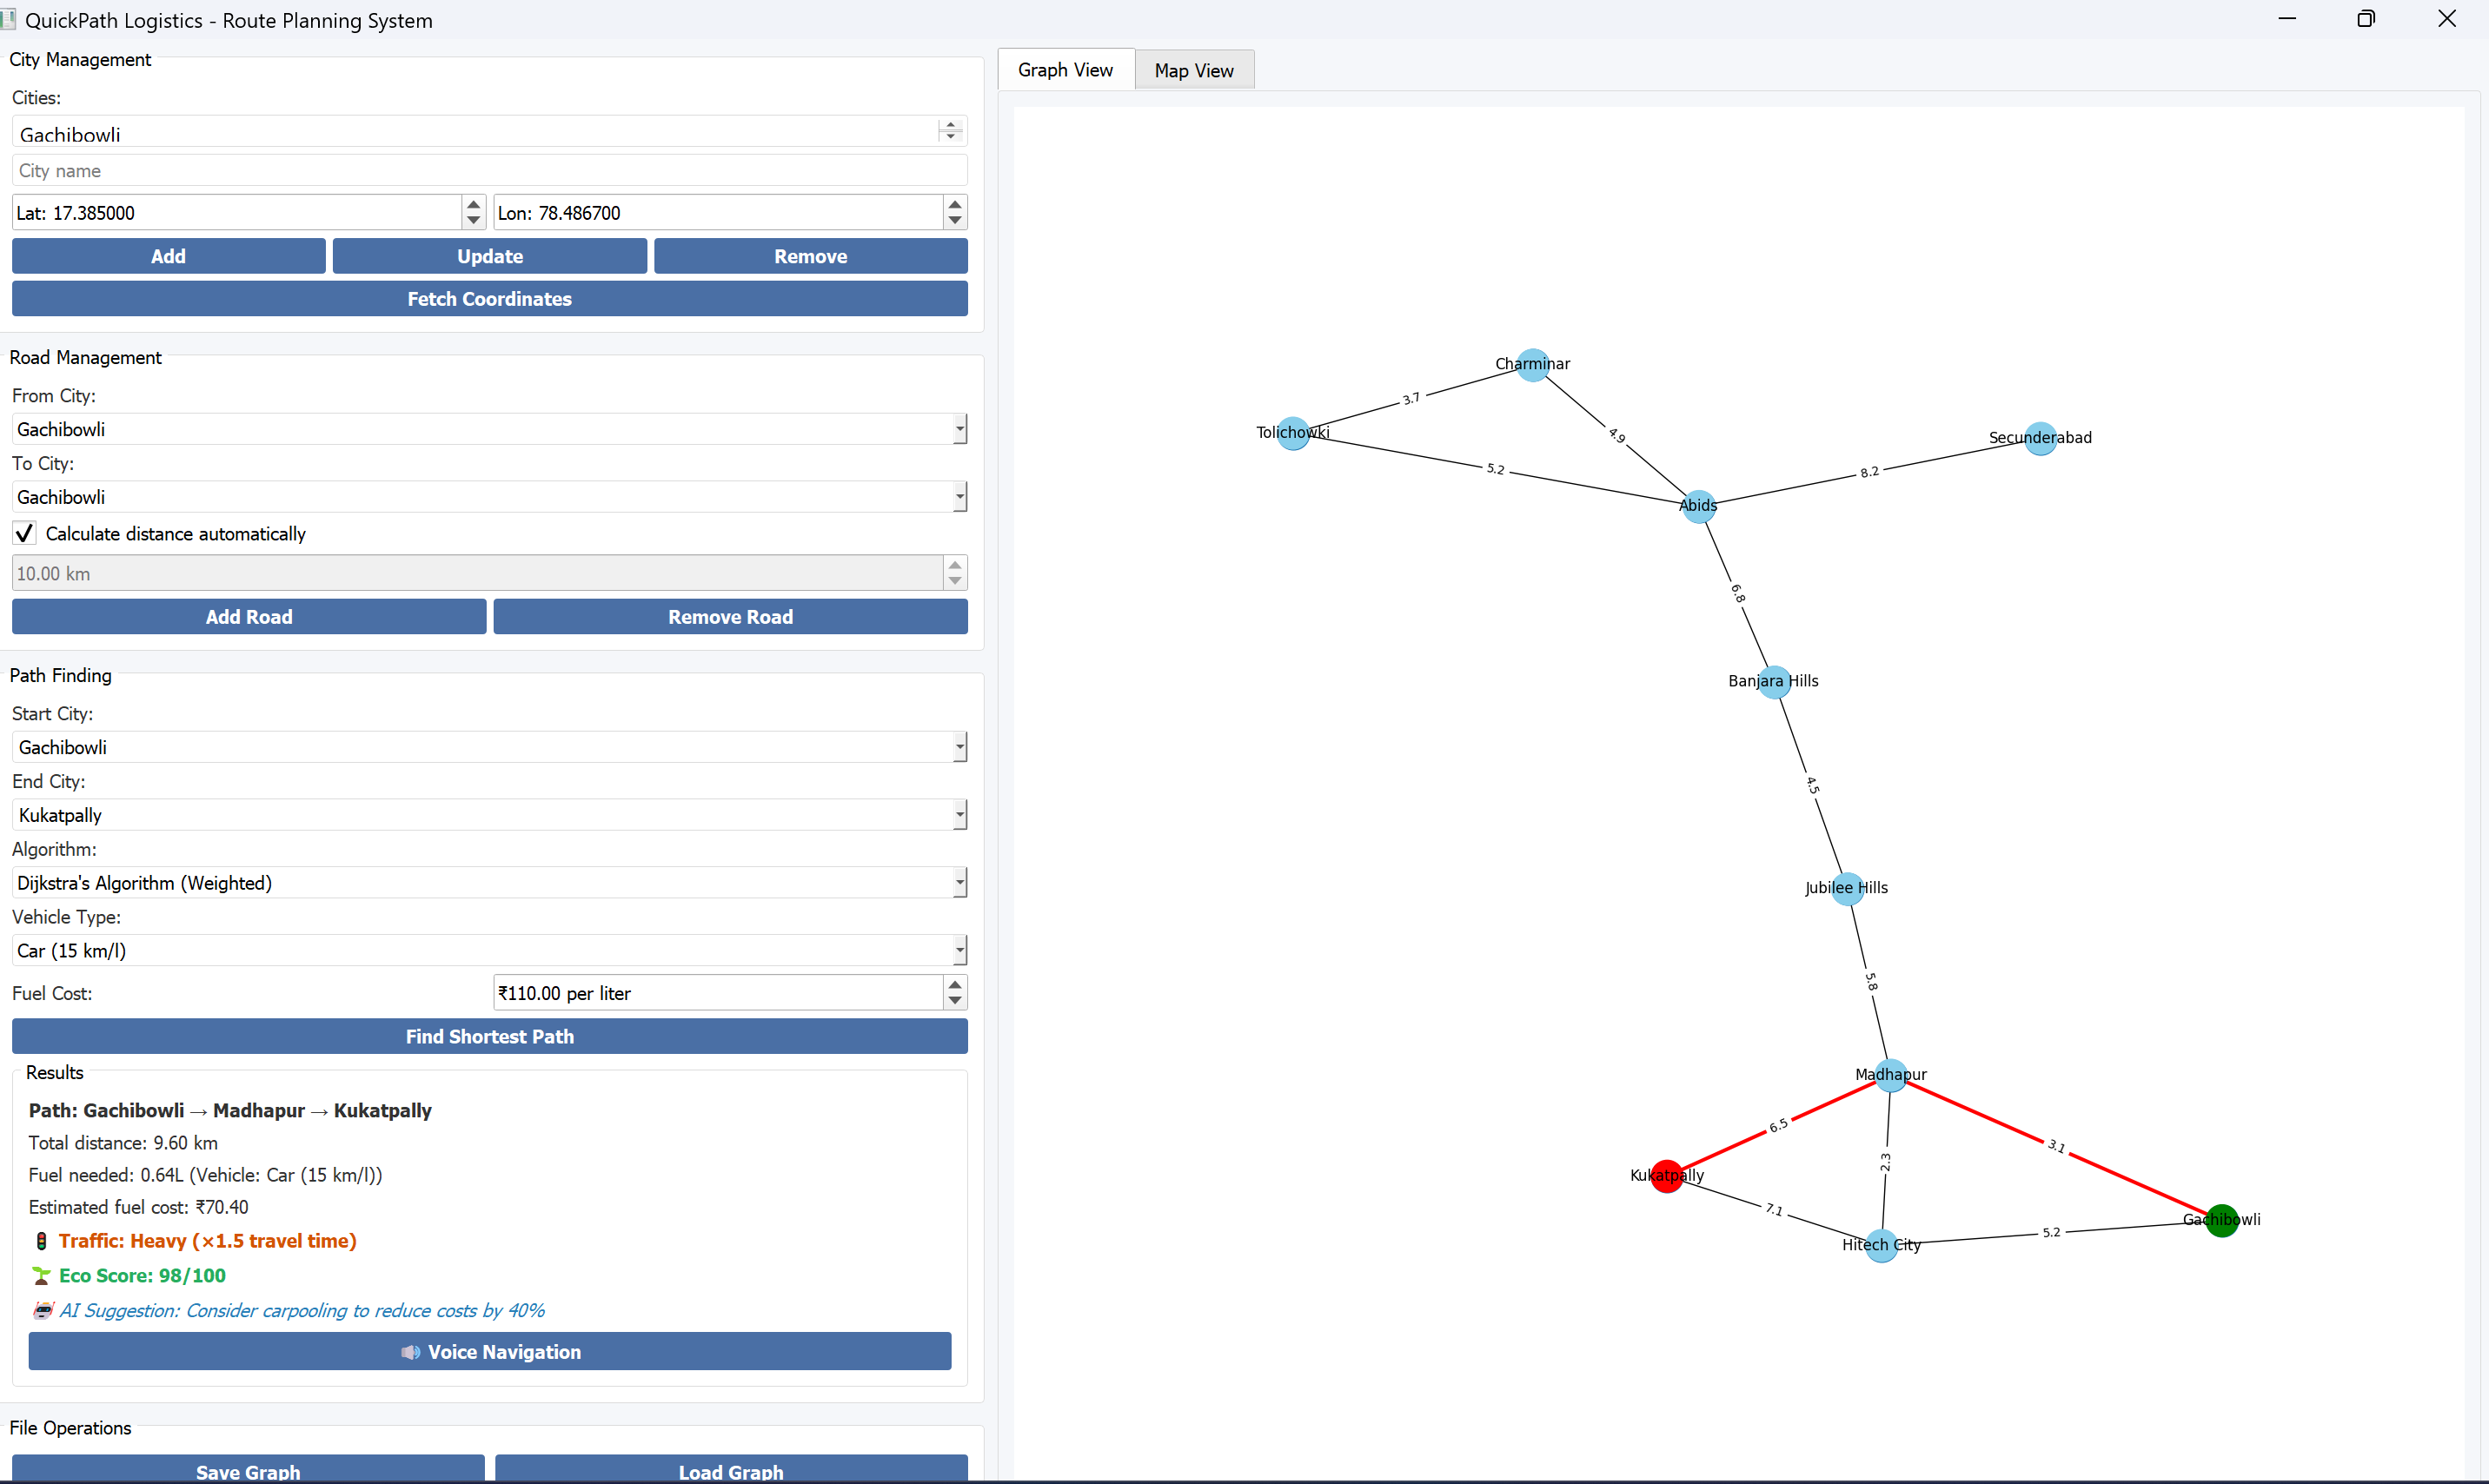 QuickPath Logistics - Route Planning System
City Management
Cities:
Gachibowli
City name
Lat: 17.385000
Lon: 78.486700
Add
Update
Remove
Fetch Coordinates
Road Management
From City:
Gachibowli
To City:
Gachibowli
Calculate distance automatically
10.00 km
Add Road
Remove Road
Path Finding
Start City:
Gachibowli
End City:
Kukatpally
Algorithm:
Dijkstra's Algorithm (Weighted)
Vehicle Type:
Car (15 km/l)
Fuel Cost:
₹110.00 per liter
Find Shortest Path
Results
Path: Gachibowli → Madhapur → Kukatpally
Total distance: 9.60 km
Fuel needed: 0.64L (Vehicle: Car (15 km/l))
Estimated fuel cost: ₹70.40
🚦 Traffic: Heavy (×1.5 travel time)
🌱 Eco Score: 98/100
🤖 AI Suggestion: Consider carpooling to reduce costs by 40%
🔊 Voice Navigation
File Operations
Save Graph
Load Graph
Graph View
Map View
Charminar
3.7
Tolichowki
4.9
Secunderabad
5.2
8.2
Abids
6.8
Banjara Hills
4.5
Jubilee Hills
5.8
Madhapur
6.5
3.1
Kukatpally
2.3
7.1
Gachibowli
5.2
Hitech City